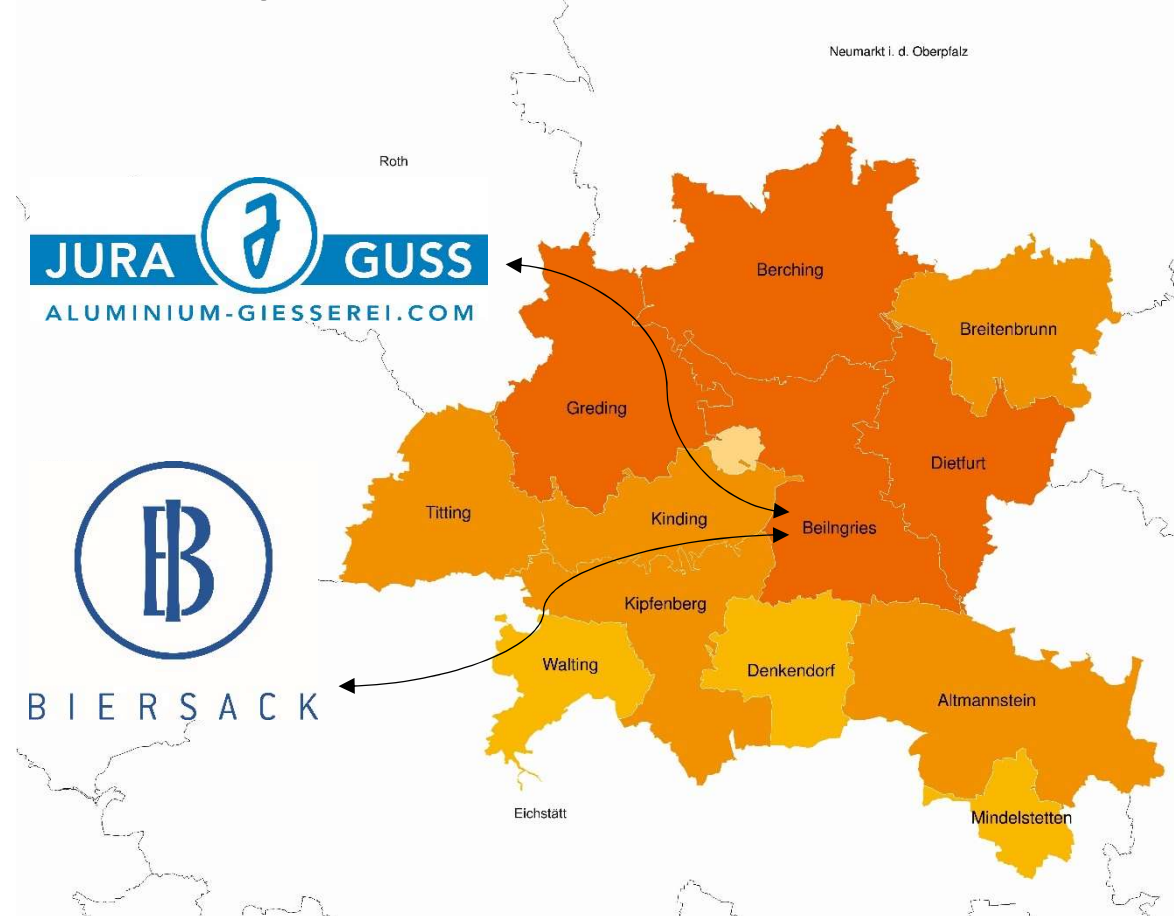 Neumarkt i. d. Oberpfalz
Roth
JURA
GUSS
ALUMINIUM-GIESSEREI.COM
Berching
Breitenbrunn
Greding
Dietfurt
Titting
Kinding
Beilngries
Kipfenberg
Walting
Denkendorf
Altmannstein
BIERSACK
Eichstätt
Mindelstetten